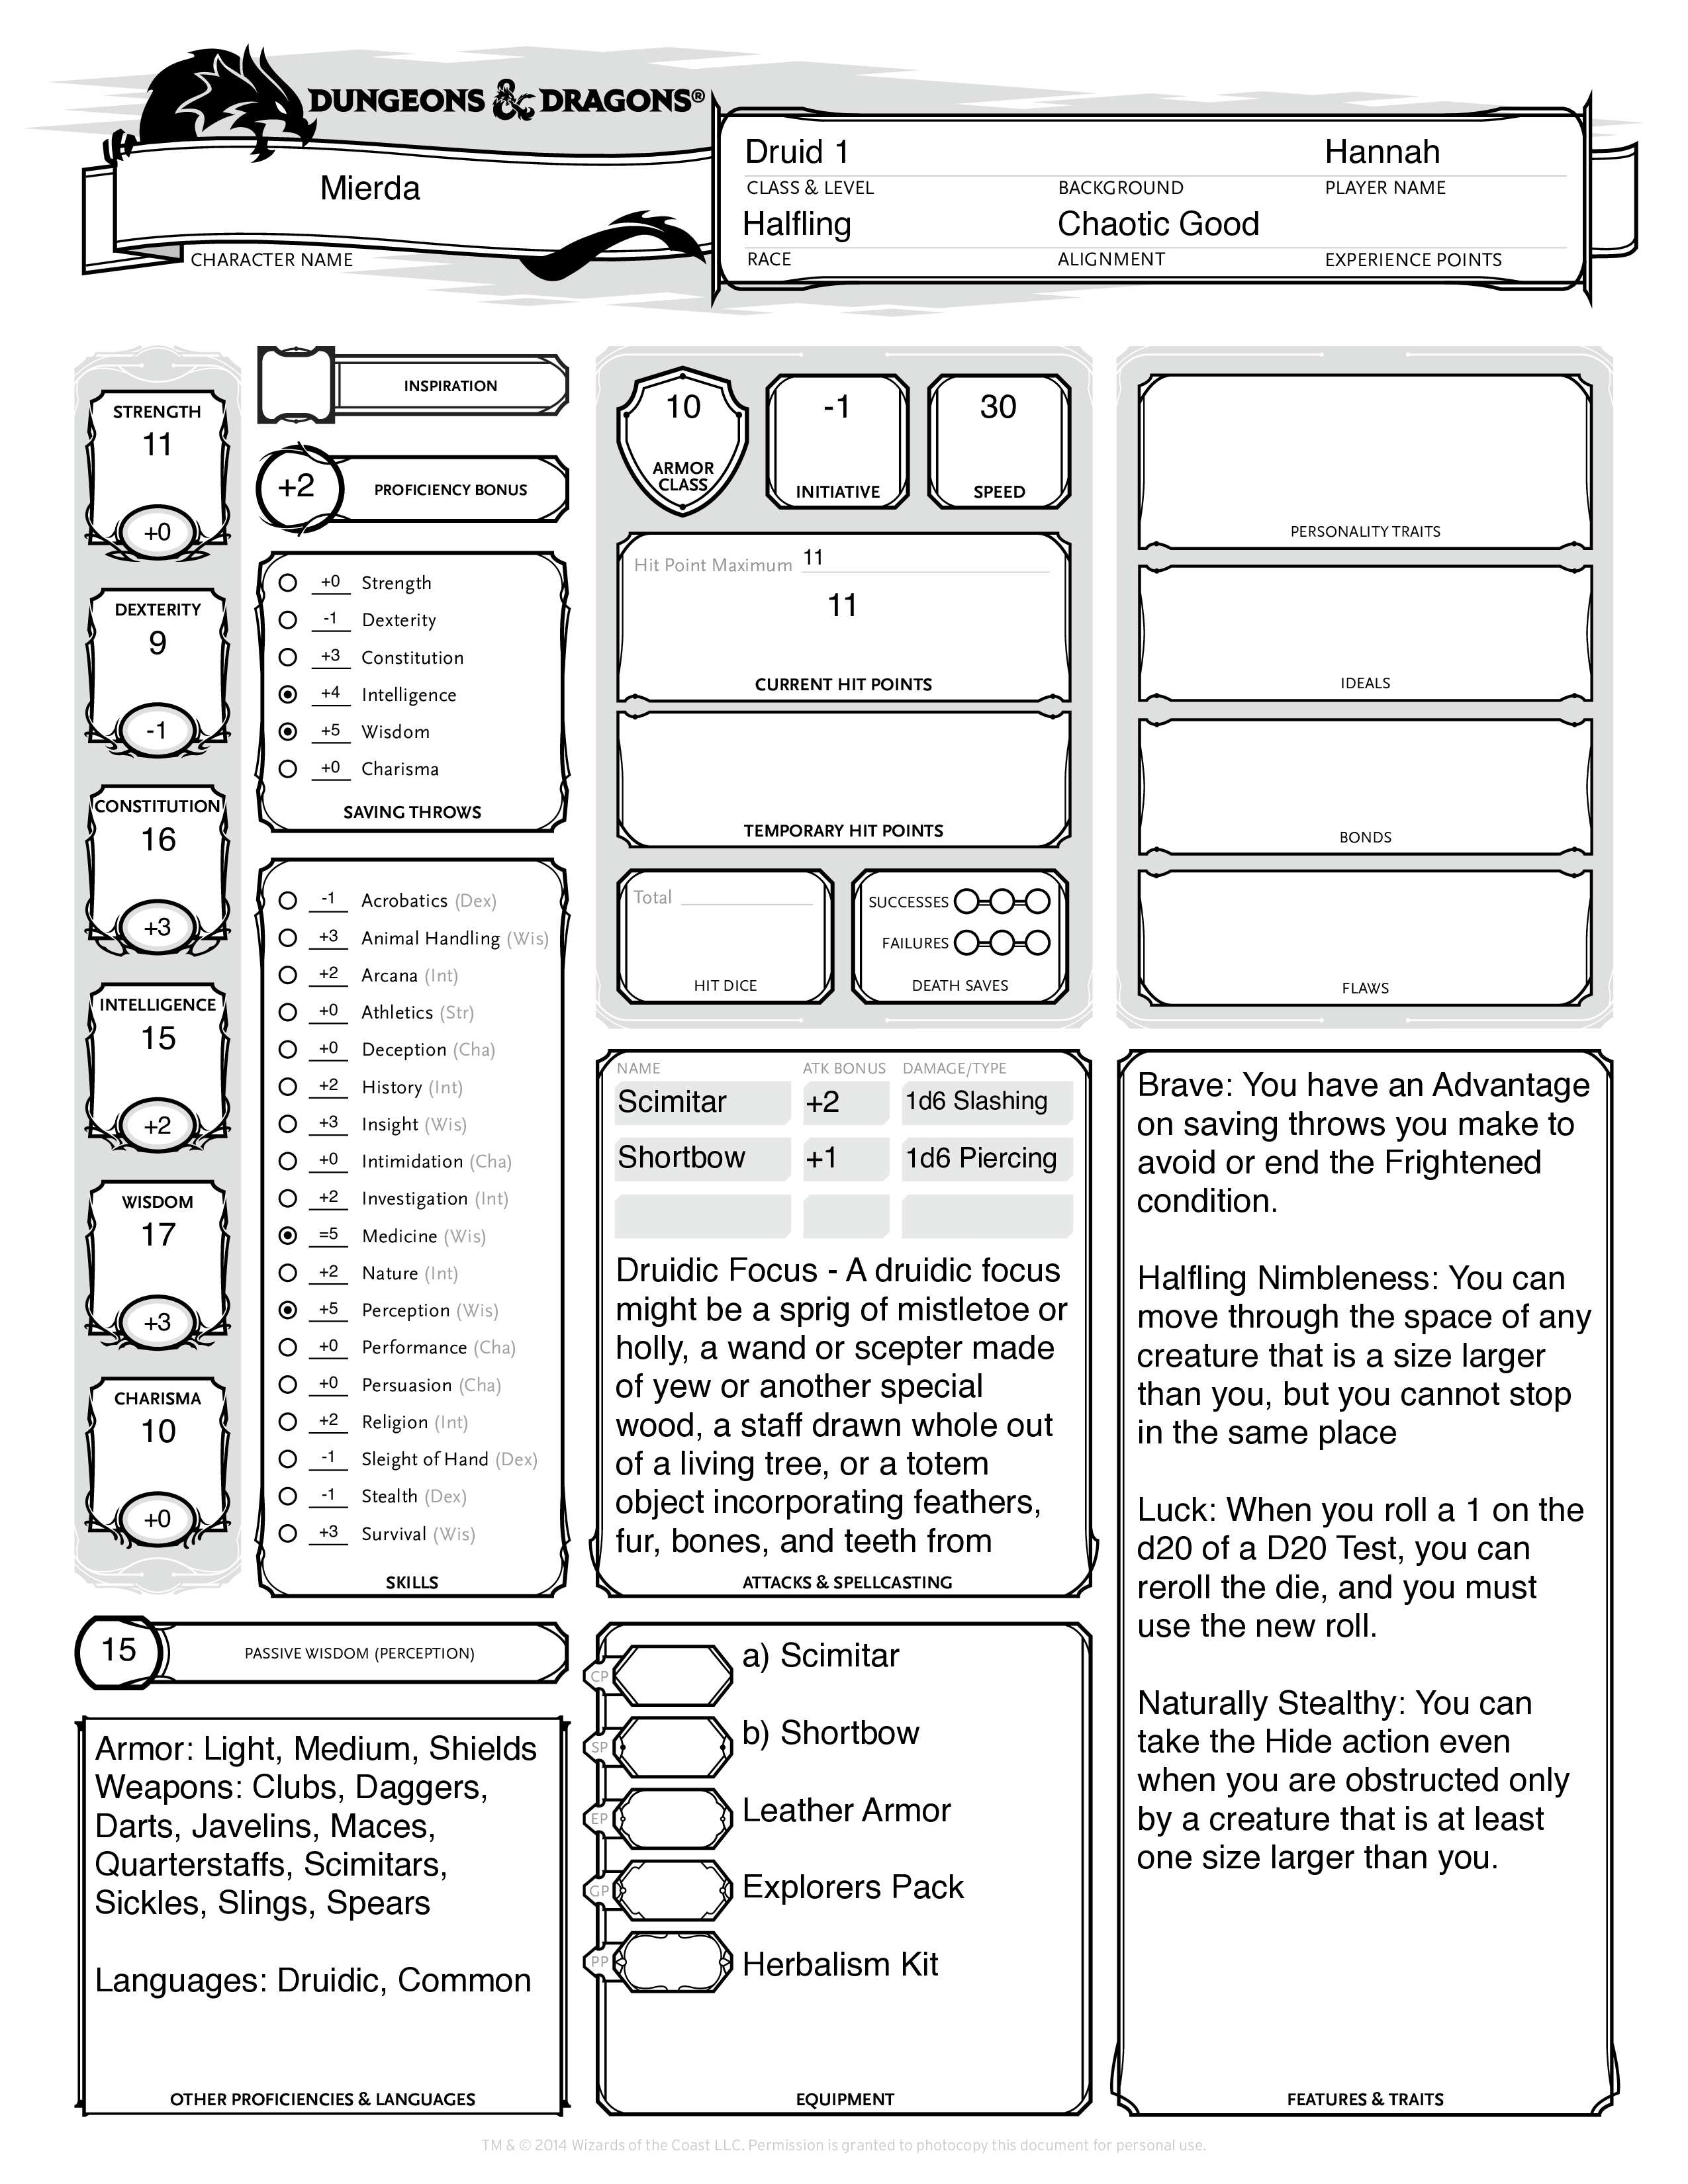 DUNGEONS & DRAGONS®
Mierda
CHARACTER NAME
Druid 1
Hannah
CLASS & LEVEL
BACKGROUND
PLAYER NAME
Halfling
Chaotic Good
RACE
ALIGNMENT
EXPERIENCE POINTS
STRENGTH
11
+0
DEXTERITY
9
-1
CONSTITUTION
16
+3
INTELLIGENCE
15
+2
WISDOM
17
+3
CHARISMA
10
+0
INSPIRATION
+2 PROFICIENCY BONUS
+0 Strength
-1 Dexterity
+3 Constitution
+4 Intelligence
+5 Wisdom
+0 Charisma
SAVING THROWS
-1 Acrobatics (Dex)
+3 Animal Handling (Wis)
+2 Arcana (Int)
+0 Athletics (Str)
+0 Deception (Cha)
+2 History (Int)
+3 Insight (Wis)
+0 Intimidation (Cha)
+2 Investigation (Int)
=5 Medicine (Wis)
+2 Nature (Int)
+5 Perception (Wis)
+0 Performance (Cha)
+0 Persuasion (Cha)
+2 Religion (Int)
-1 Sleight of Hand (Dex)
-1 Stealth (Dex)
+3 Survival (Wis)
SKILLS
15 PASSIVE WISDOM (PERCEPTION)
Armor: Light, Medium, Shields
Weapons: Clubs, Daggers,
Darts, Javelins, Maces,
Quarterstaffs, Scimitars,
Sickles, Slings, Spears
Languages: Druidic, Common
OTHER PROFICIENCIES & LANGUAGES
10
ARMOR
CLASS
-1
INITIATIVE
30
SPEED
Hit Point Maximum 11
11
CURRENT HIT POINTS
TEMPORARY HIT POINTS
Total
HIT DICE
SUCCESSES
FAILURES
DEATH SAVES
NAME ATK BONUS DAMAGE/TYPE
Scimitar +2 1d6 Slashing
Shortbow +1 1d6 Piercing
Druidic Focus - A druidic focus
might be a sprig of mistletoe or
holly, a wand or scepter made
of yew or another special
wood, a staff drawn whole out
of a living tree, or a totem
object incorporating feathers,
fur, bones, and teeth from
ATTACKS & SPELLCASTING
CP
SP
EP
GP
PP
a) Scimitar
b) Shortbow
Leather Armor
Explorers Pack
Herbalism Kit
EQUIPMENT
PERSONALITY TRAITS
IDEALS
BONDS
FLAWS
Brave: You have an Advantage
on saving throws you make to
avoid or end the Frightened
condition.
Halfling Nimbleness: You can
move through the space of any
creature that is a size larger
than you, but you cannot stop
in the same place
Luck: When you roll a 1 on the
d20 of a D20 Test, you can
reroll the die, and you must
use the new roll.
Naturally Stealthy: You can
take the Hide action even
when you are obstructed only
by a creature that is at least
one size larger than you.
FEATURES & TRAITS
TM & © 2014 Wizards of the Coast LLC. Permission is granted to photocopy this document for personal use.